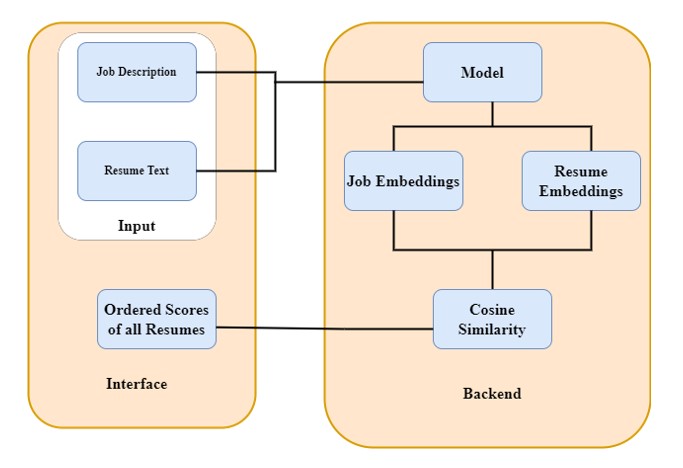 Job Description
Resume Text
Input
Ordered Scores
of all Resumes
Interface
Model
Job Embeddings
Resume
Embeddings
Cosine
Similarity
Backend